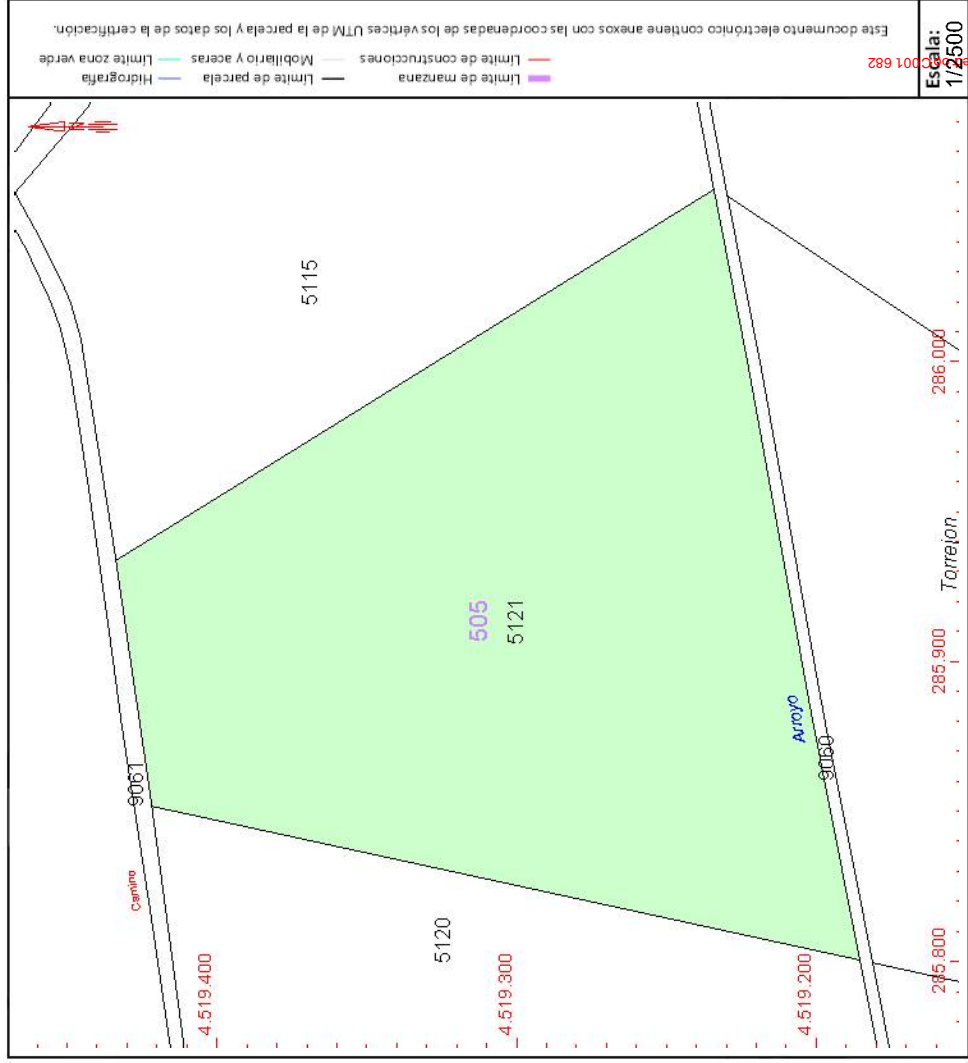 5115
505
5121
5120
9061
Camino
Arroyo
9060
Torrejon
4.519.400
4.519.300
4.519.200
285.800
285.900
286.000
Límite de manzana
Límite de parcela
Hidrografía
Límite de construcciones
Mobiliario y aceras
Límite zona verde
Este documento electrónico contiene anexos con las coordenadas de los vértices UTM de la parcela y los datos de la certificación.
Escala:
1/2500
C001 682